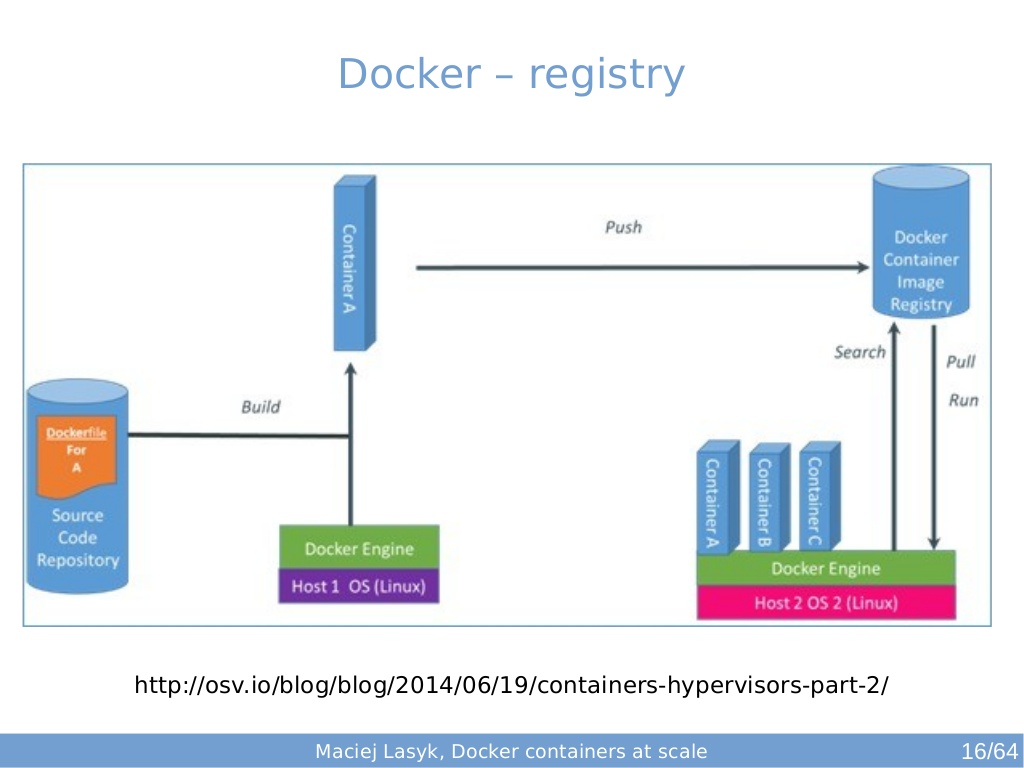 Docker – registry
Container A
Push
Docker
Container
Image
Registry
Search
Pull
Run
Build
Dockerfile
For
A
Source
Code
Repository
Docker Engine
Host 1 OS (Linux)
Container A
Container B
Container C
Docker Engine
Host 2 OS 2 (Linux)
http://osv.io/blog/blog/2014/06/19/containers-hypervisors-part-2/
Maciej Lasyk, Docker containers at scale
16/64